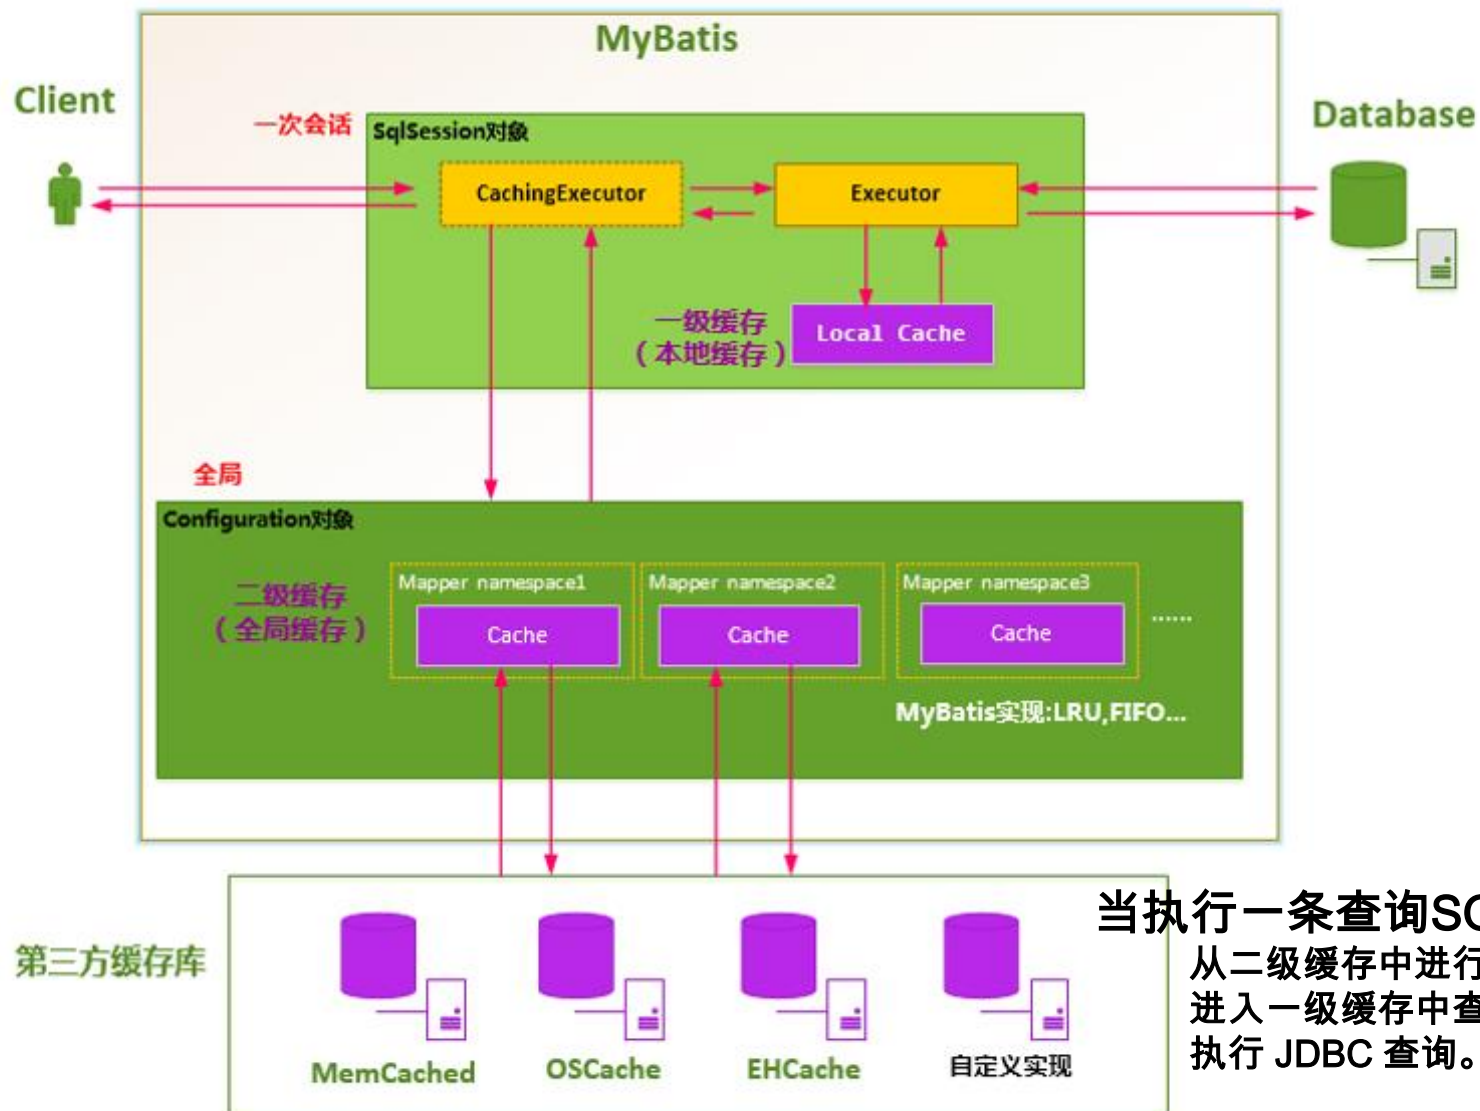 MyBatis
Client
Database
一次会话
SqlSession对象
CachingExecutor
Executor
一级缓存
（本地缓存）
Local Cache
全局
Configuration对象
二级缓存
（全局缓存）
Mapper namespace1
Cache
Mapper namespace2
Cache
Mapper namespace3
Cache
......
MyBatis实现:LRU,FIFO...
第三方缓存库
MemCached
OSCache
EHCache
自定义实现
当执行一条查询SQ
从二级缓存中进行
进入一级缓存中查
执行 JDBC 查询。